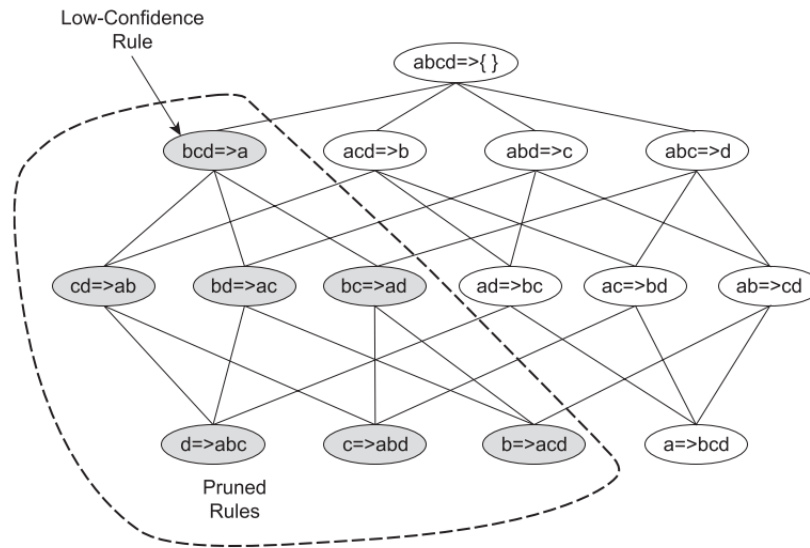 Low-Confidence
Rule
abcd=>{ }
bcd=>a
acd=>b
abd=>c
abc=>d
cd=>ab
bd=>ac
bc=>ad
ad=>bc
ac=>bd
ab=>cd
d=>abc
c=>abd
b=>acd
a=>bcd
Pruned
Rules